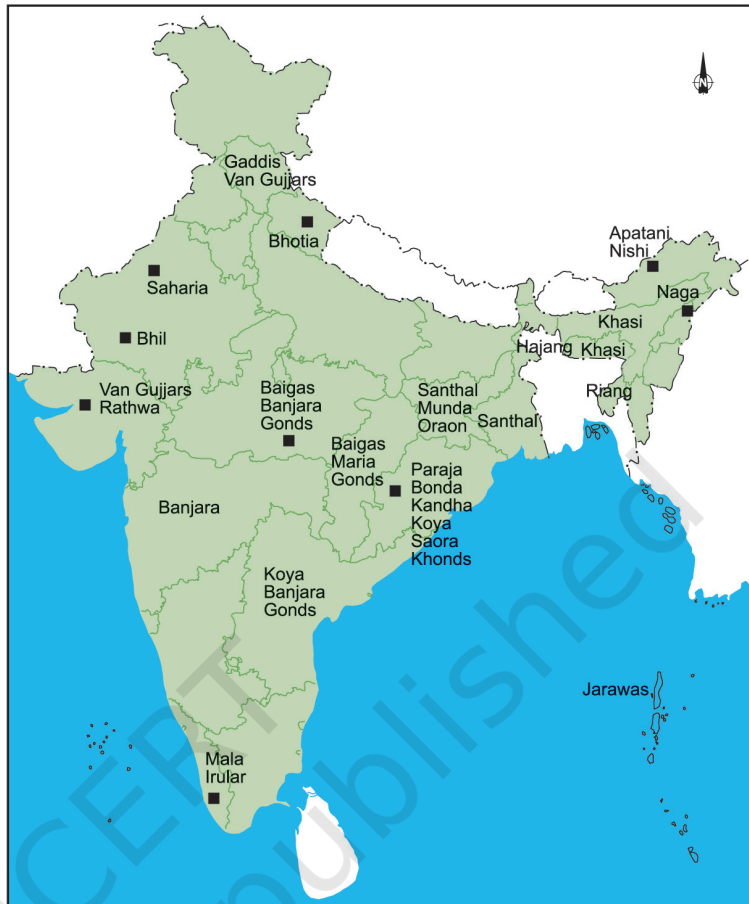 N
Gaddis
Van Gujjars
Bhotia
Apatani
Nishi
Saharia
Naga
Khasi
Bhil
Hajang
Khasi
Van Gujjars
Rathwa
Baigas
Banjara
Gonds
Santhal
Munda
Oraon
Riang
Santhal
Baigas
Maria
Gonds
Paraja
Bonda
Kandha
Koya
Saora
Khonds
Banjara
Koya
Banjara
Gonds
Jarawas
Mala
Irular
CERT
published